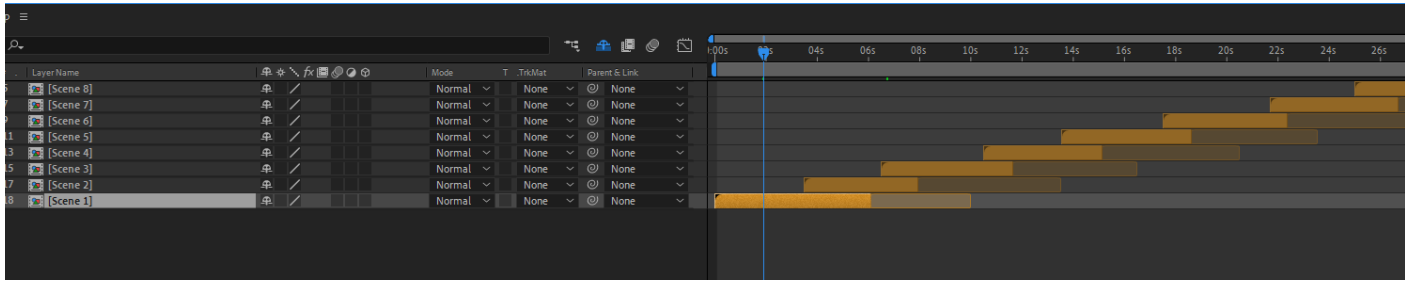 :00s 02s 04s 06s 08s 10s 12s 14s 16s 18s 20s 22s 24s 26s
Layer Name fx Mode T .TrkMat Parent & Link
[Scene 8] Normal None None
[Scene 7] Normal None None
[Scene 6] Normal None None
11 [Scene 5] Normal None None
13 [Scene 4] Normal None None
15 [Scene 3] Normal None None
17 [Scene 2] Normal None None
18 [Scene 1] Normal None None